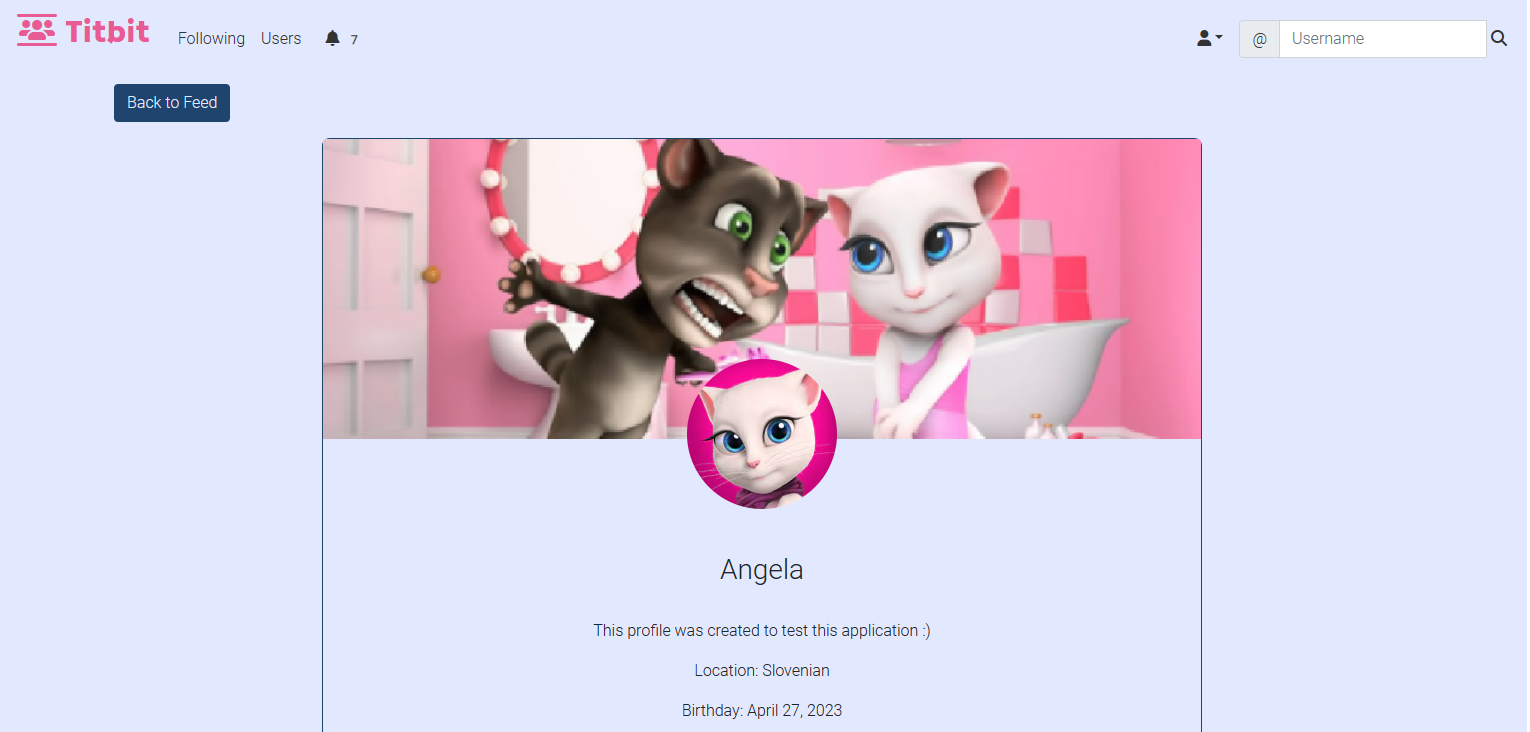 Titbit
Following Users 7
@ Username
Back to Feed
Angela
This profile was created to test this application :)
Location: Slovenian
Birthday: April 27, 2023